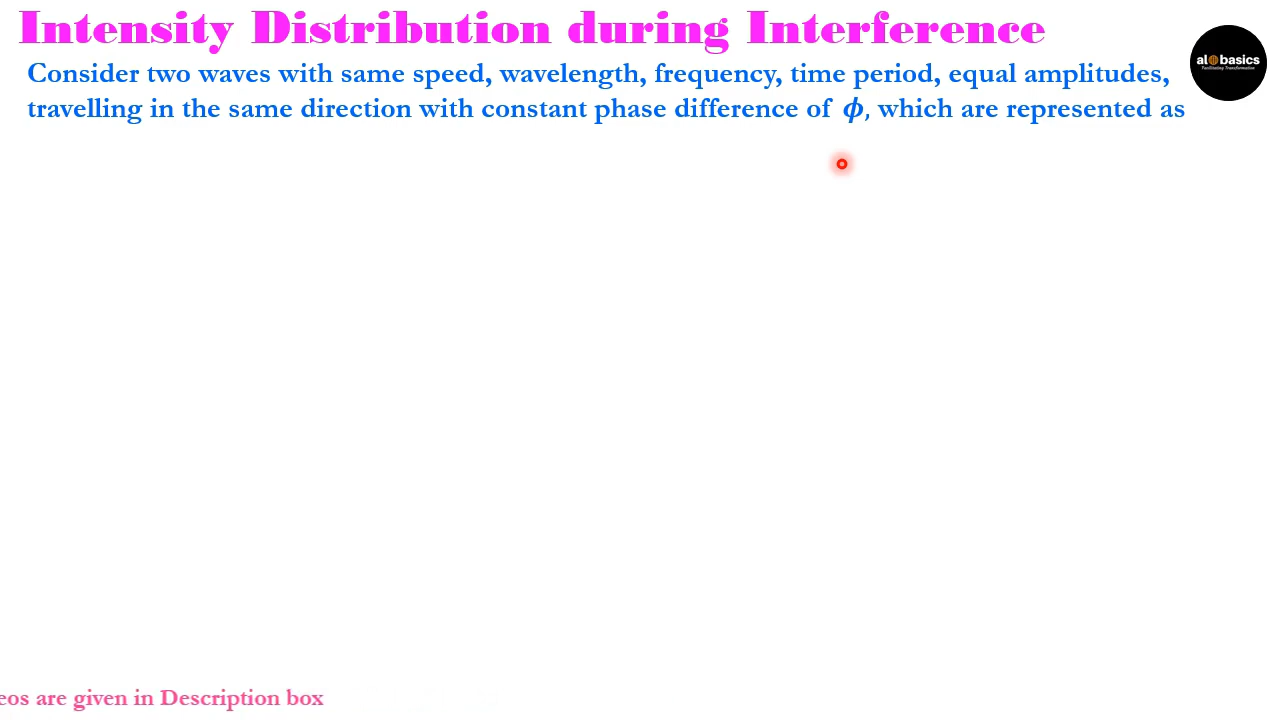 Intensity Distribution during Interference
al basics
Facilitating Transformation
Consider two waves with same speed, wavelength, frequency, time period, equal amplitudes,
travelling in the same direction with constant phase difference of ϕ, which are represented as
eos are given in Description box